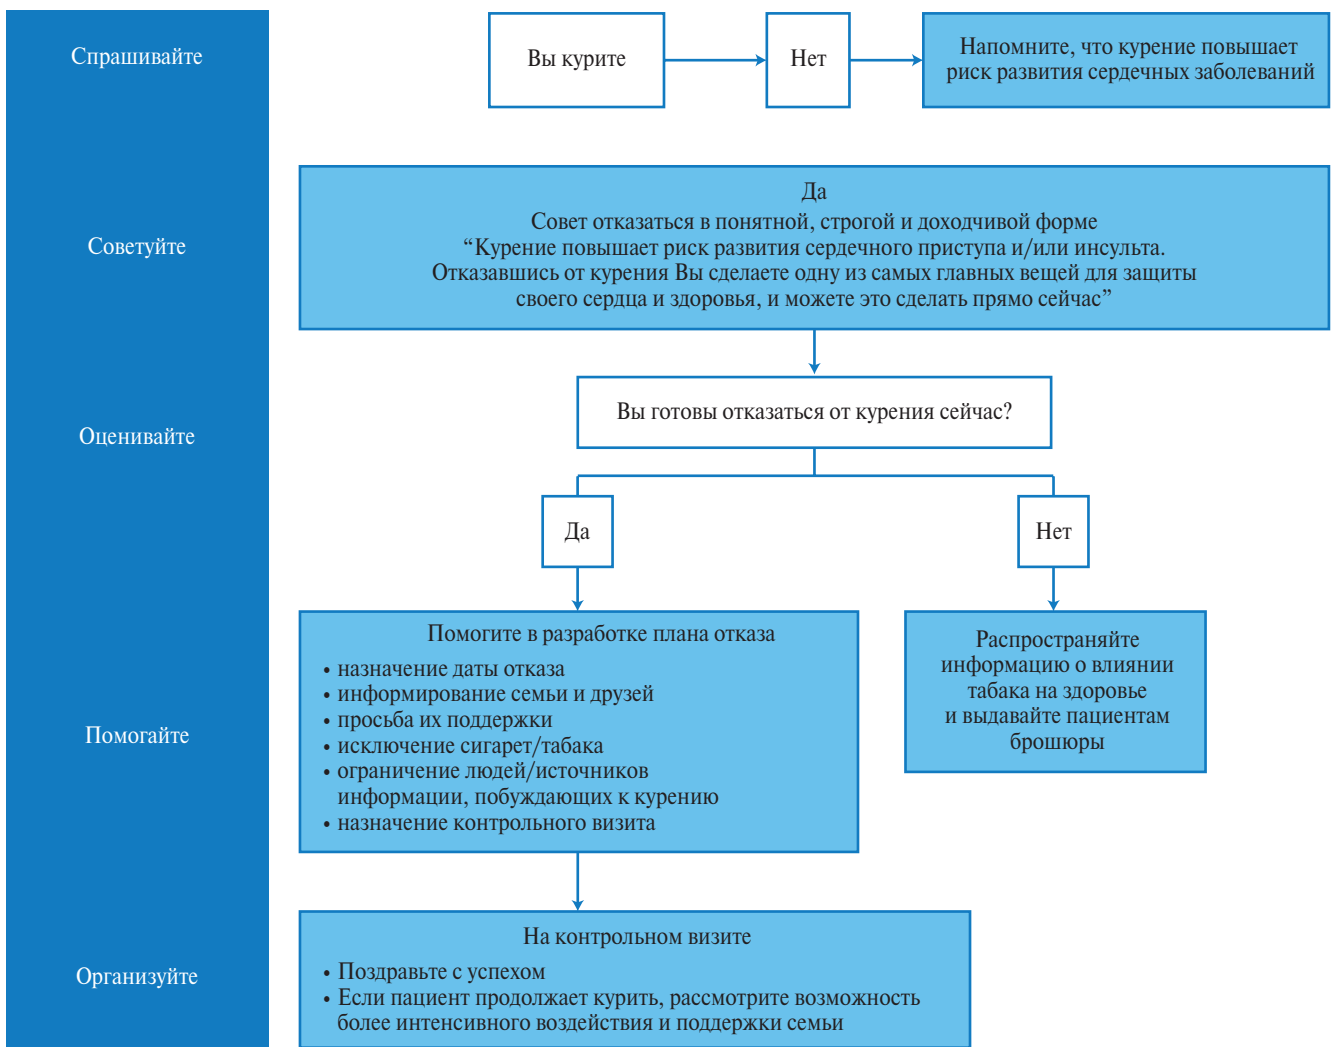 Спрашивайте
Вы курите
Нет
Напомните, что курение повышает
риск развития сердечных заболеваний
Советуйте
Да
Совет отказаться в понятной, строгой и доходчивой форме
“Курение повышает риск развития сердечного приступа и/или инсульта.
Отказавшись от курения Вы сделаете одну из самых главных вещей для защиты
своего сердца и здоровья, и можете это сделать прямо сейчас”
Оценивайте
Вы готовы отказаться от курения сейчас?
Да
Нет
Помогайте
Помогите в разработке плана отказа
• назначение даты отказа
• информирование семьи и друзей
• просьба их поддержки
• исключение сигарет/табака
• ограничение людей/источников
информации, побуждающих к курению
• назначение контрольного визита
Распространяйте
информацию о влиянии
табака на здоровье
и выдавайте пациентам
брошюры
Организуйте
На контрольном визите
• Поздравьте с успехом
• Если пациент продолжает курить, рассмотрите возможность
более интенсивного воздействия и поддержки семьи